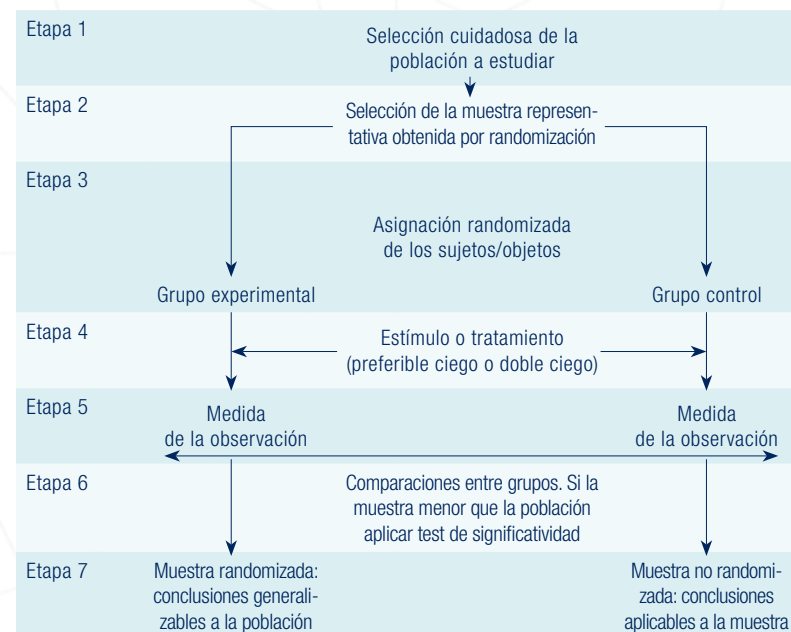 Etapa 1
Selección cuidadosa de la
población a estudiar
Etapa 2
Selección de la muestra represen-
tativa obtenida por randomización
Etapa 3
Asignación randomizada
de los sujetos/objetos
Grupo experimental
Grupo control
Etapa 4
Estímulo o tratamiento
(preferible ciego o doble ciego)
Etapa 5
Medida
de la observación
Medida
de la observación
Etapa 6
Comparaciones entre grupos. Si la
muestra menor que la población
aplicar test de significatividad
Etapa 7
Muestra randomizada:
conclusiones generali-
zables a la población
Muestra no randomi-
zada: conclusiones
aplicables a la muestra